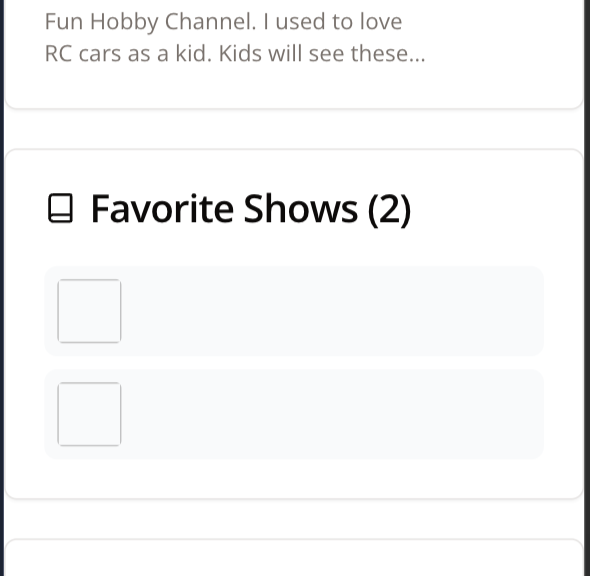 Fun Hobby Channel. I used to love
RC cars as a kid. Kids will see these...
Favorite Shows (2)